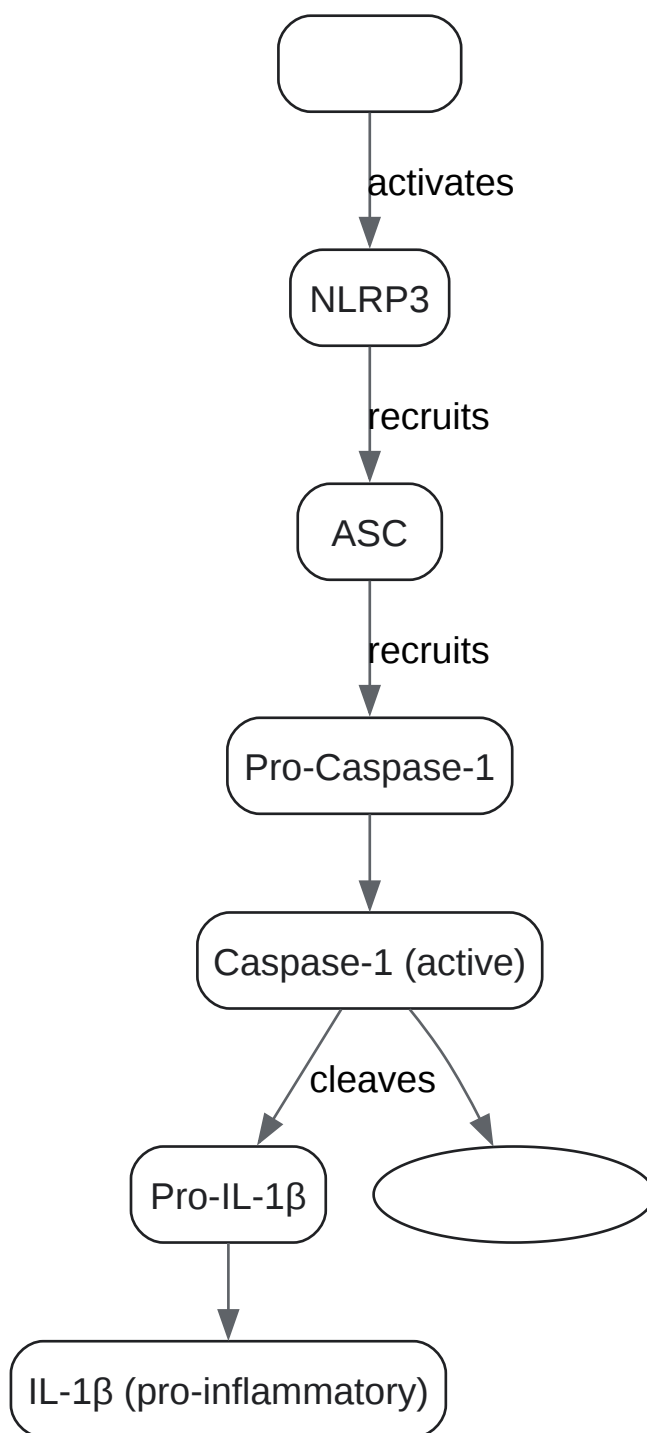 activates
NLRP3
recruits
ASC
recruits
Pro-Caspase-1
Caspase-1 (active)
cleaves
Pro-IL-1β
IL-1β (pro-inflammatory)